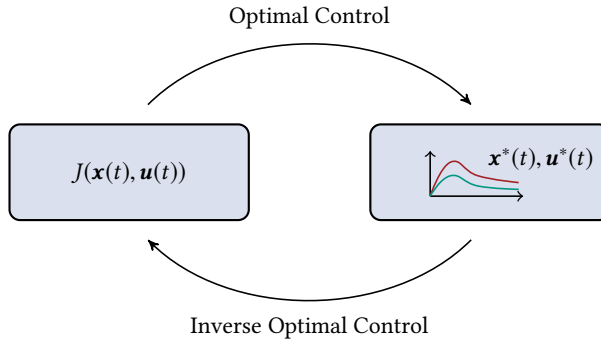 Optimal Control
J(x(t), u(t))
x*(t), u*(t)
Inverse Optimal Control